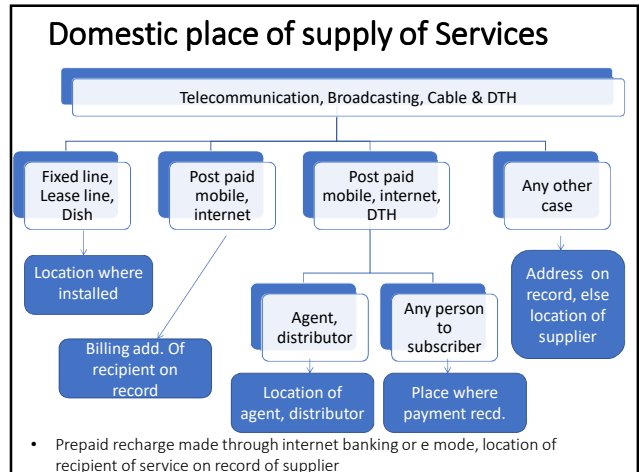 Domestic place of supply of Services
Telecommunication, Broadcasting, Cable & DTH
Fixed line,
Lease line,
Dish
Post paid
mobile,
internet
Post paid
mobile, internet,
DTH
Any other
case
Location where
installed
Billing add. Of
recipient on
record
Agent,
distributor
Any person
to
subscriber
Address on
record, else
location of
supplier
Location of
agent, distributor
Place where
payment recd.
• Prepaid recharge made through internet banking or e mode, location of
recipient of service on record of supplier